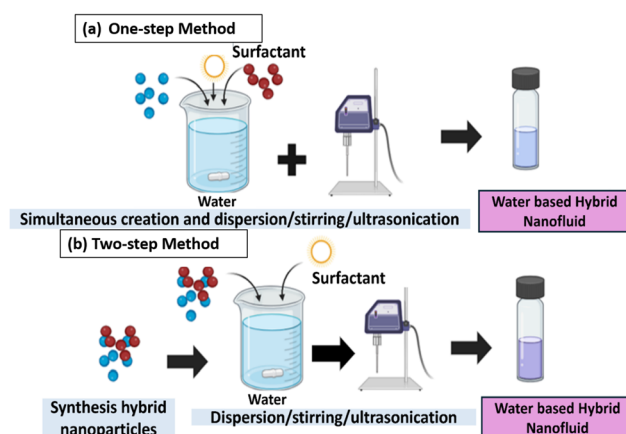 (a) One-step Method
Surfactant
Water
Simultaneous creation and dispersion/stirring/ultrasonication
Water based Hybrid
Nanofluid
(b) Two-step Method
Surfactant
Water
Synthesis hybrid
nanoparticles
Dispersion/stirring/ultrasonication
Water based Hybrid
Nanofluid